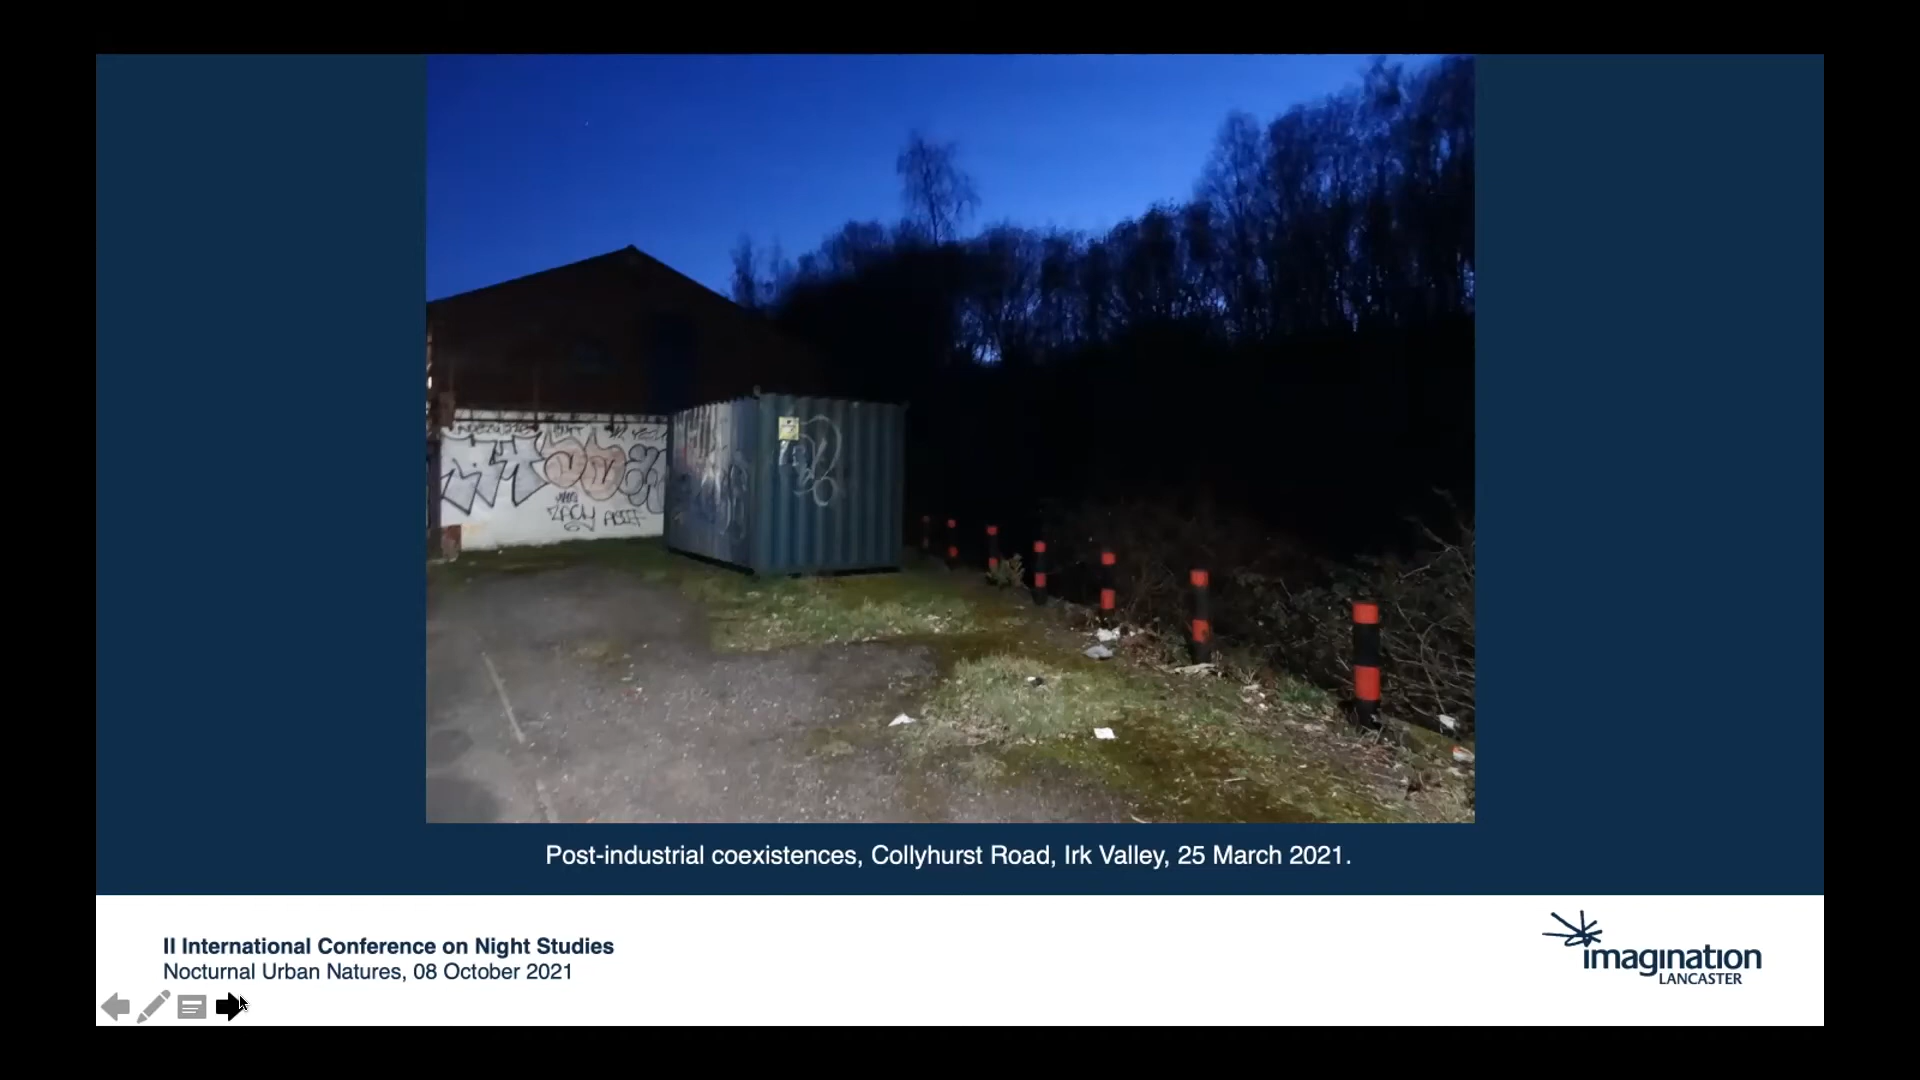 ZACH
Post-industrial coexistences, Collyhurst Road, Irk Valley, 25 March 2021.
II International Conference on Night Studies
Nocturnal Urban Natures, 08 October 2021
imagination
LANCASTER